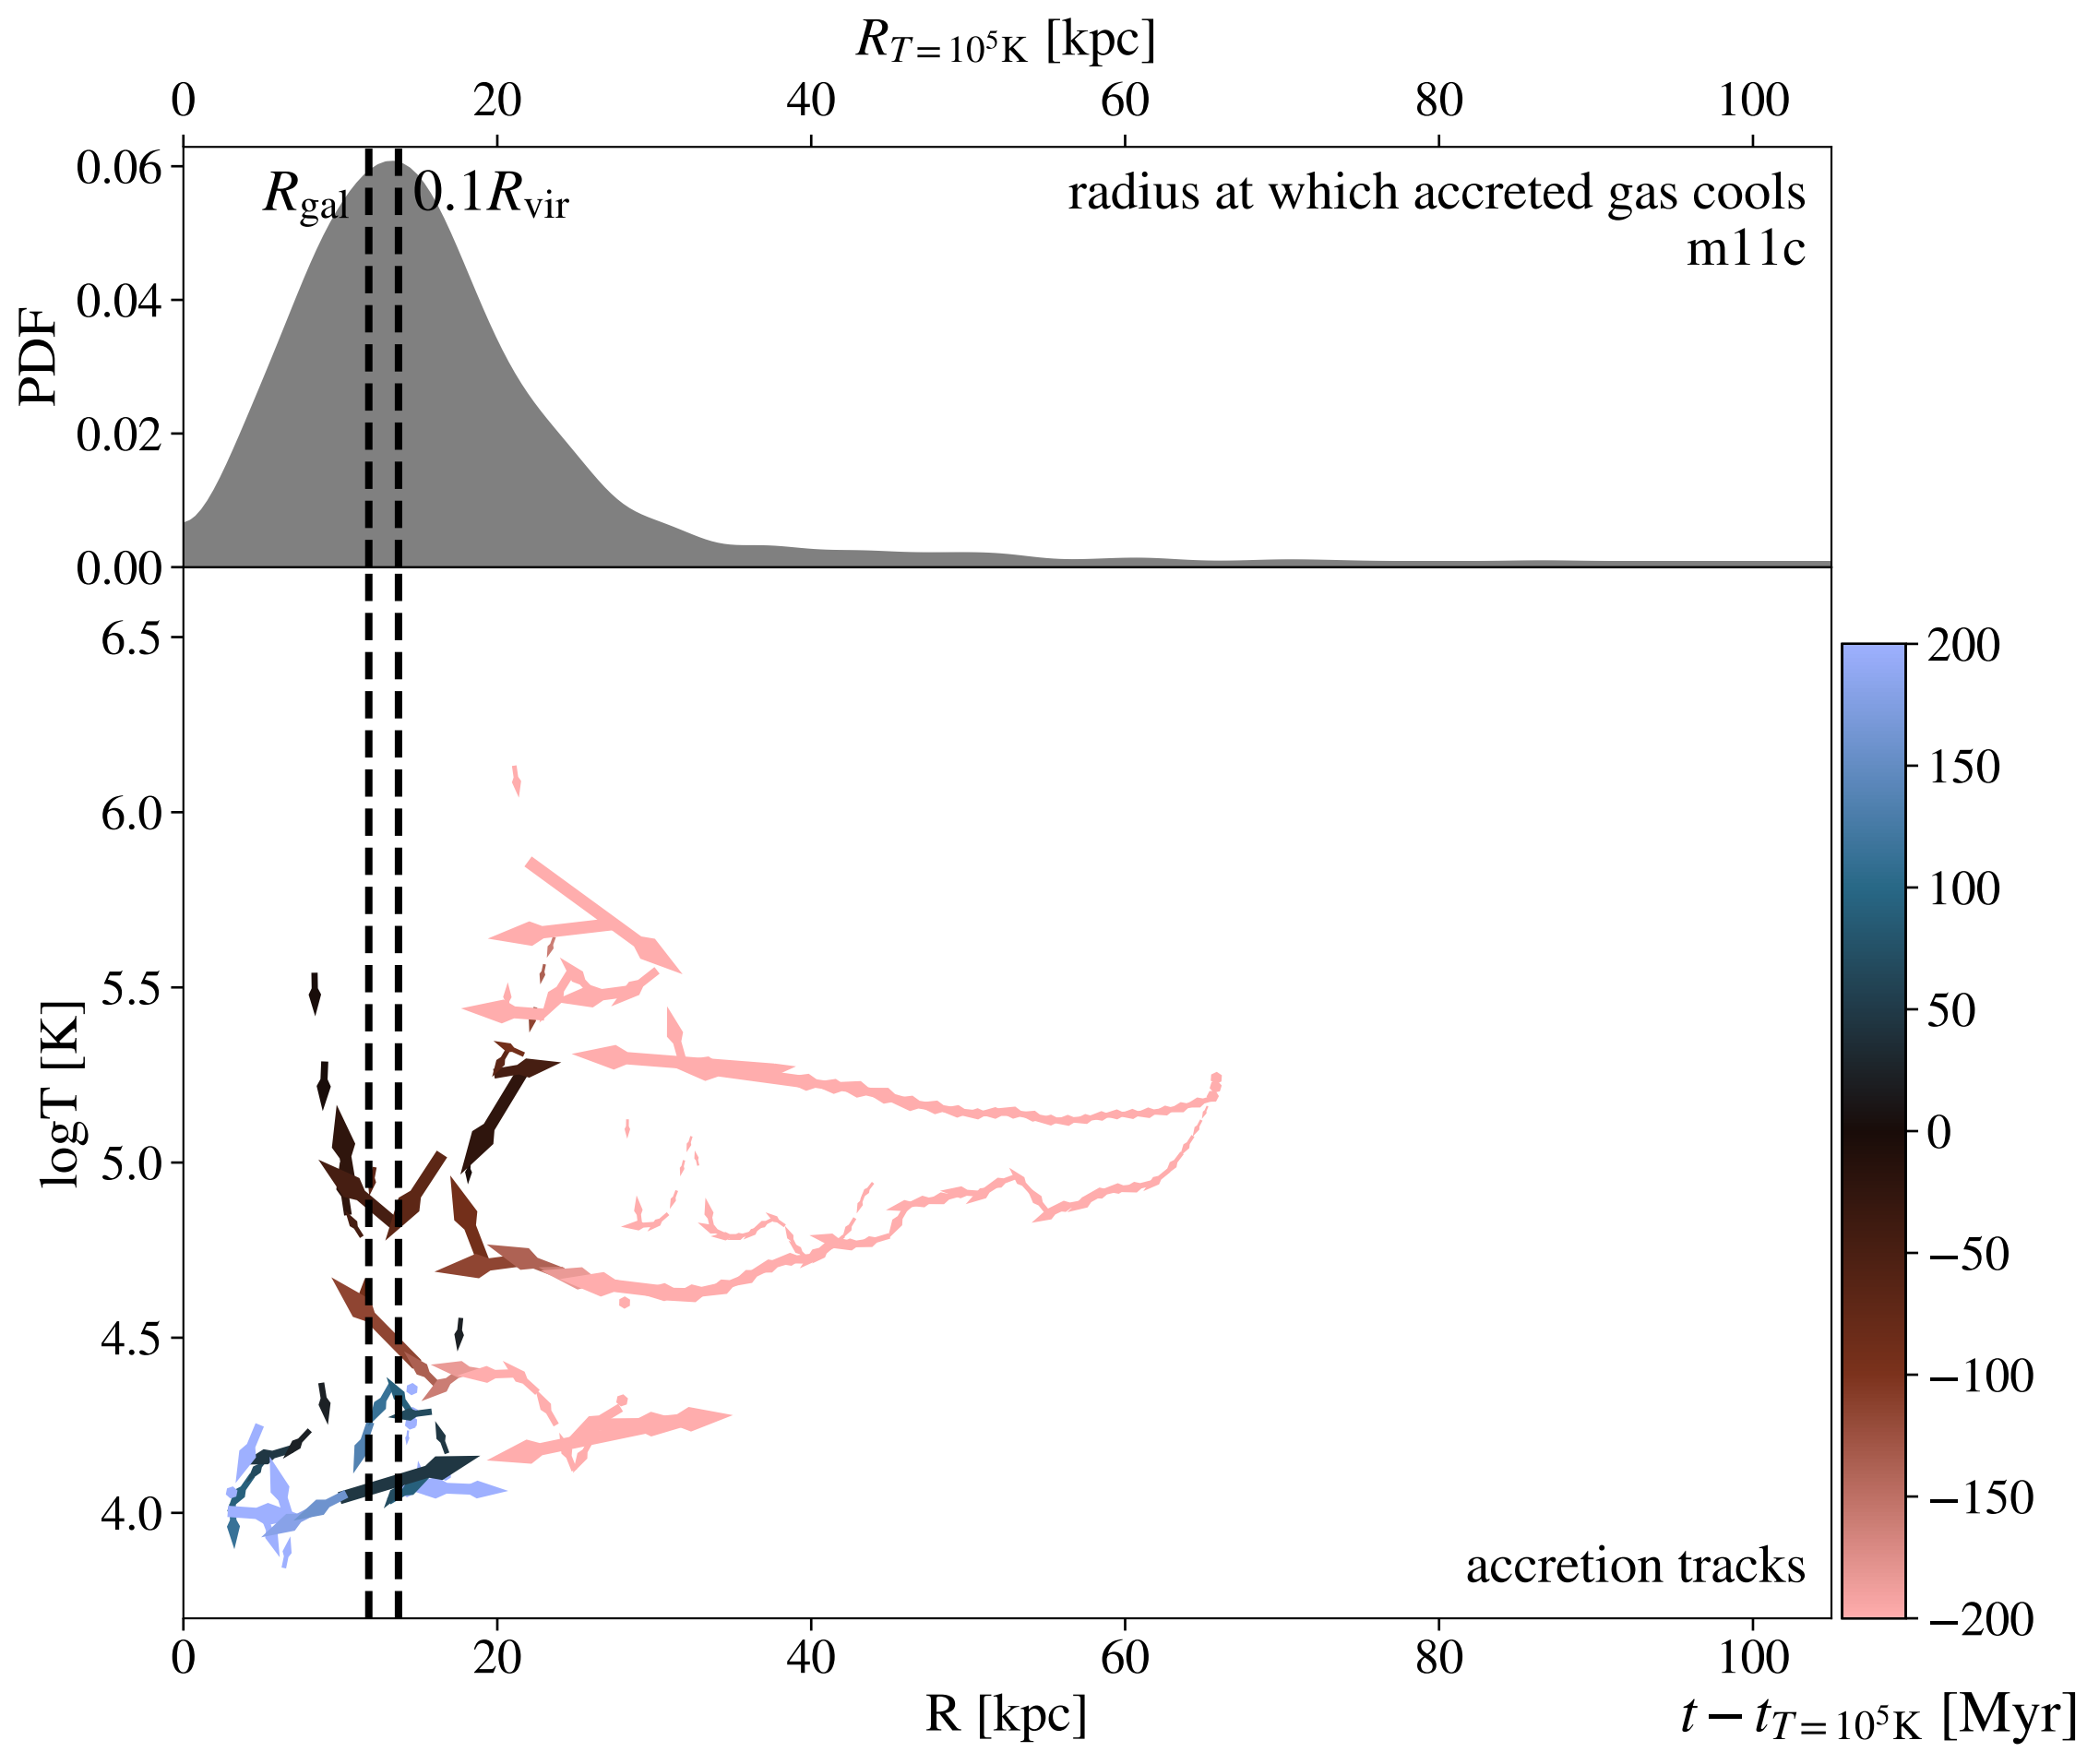 R_{T=10^5K} [kpc]
0 20 40 60 80 100
R_gal 0.1R_vir
radius at which accreted gas cools
m11c
PDF
0.06
0.04
0.02
0.00
logT [K]
6.5
6.0
5.5
5.0
4.5
4.0
accretion tracks
0 20 40 60 80 100
R [kpc]
200
150
100
50
0
−50
−100
−150
−200
t − t_{T=10^5K} [Myr]